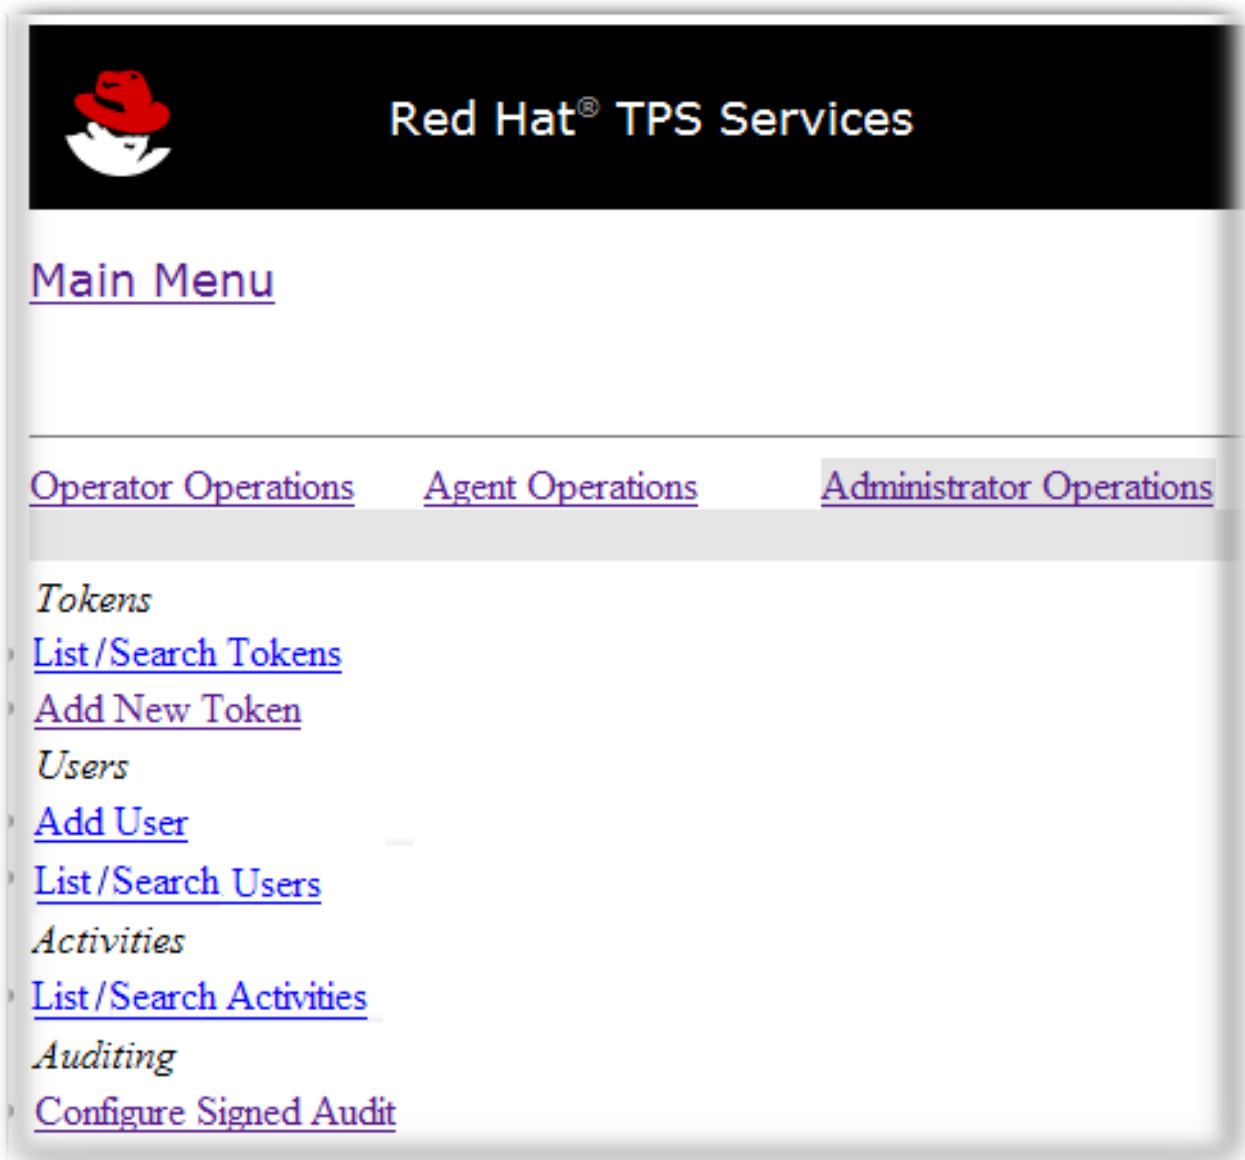 Red Hat® TPS Services
Main Menu
Operator Operations Agent Operations Administrator Operations
Tokens
List/Search Tokens
Add New Token
Users
Add User
List/Search Users
Activities
List/Search Activities
Auditing
Configure Signed Audit